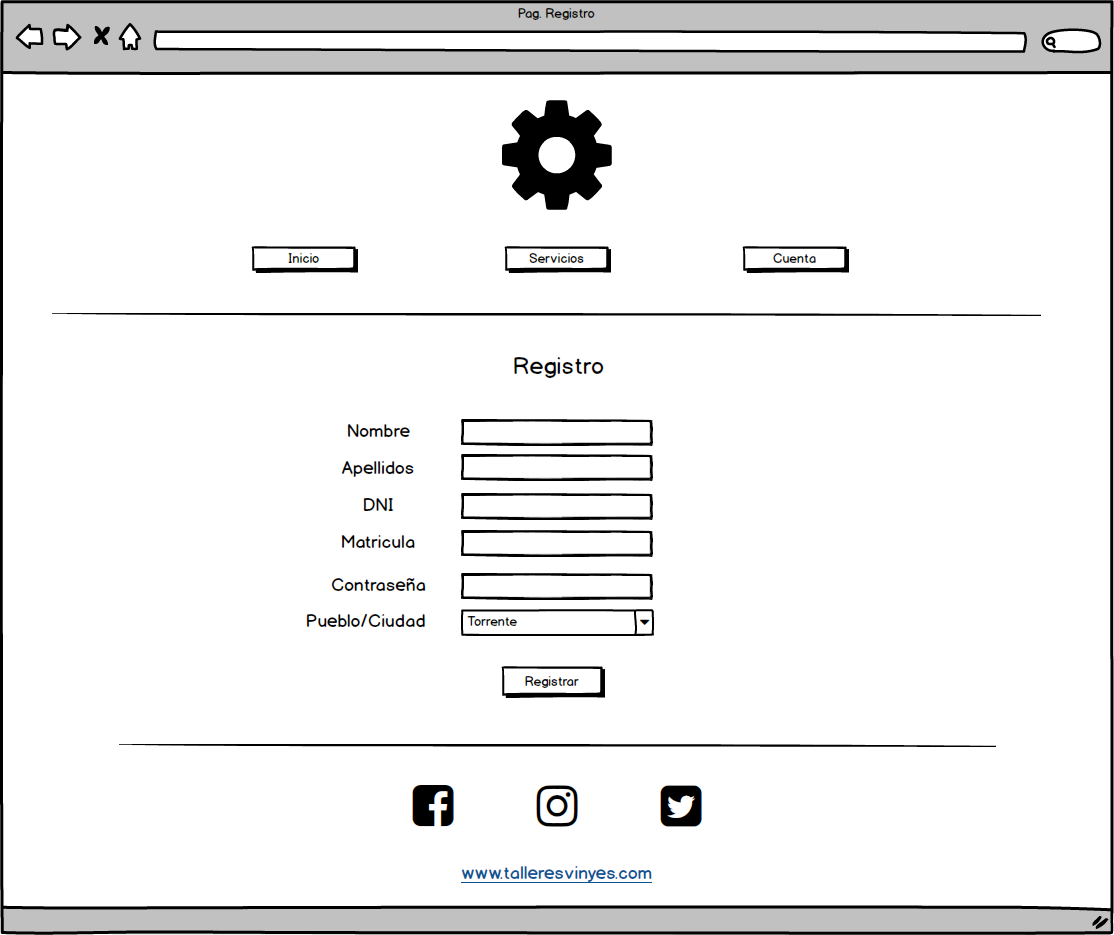 Pag. Registro
Inicio
Servicios
Cuenta
Registro
Nombre
Apellidos
DNI
Matricula
Contraseña
Pueblo/Ciudad
Torrente
Registrar
www.talleresvinyes.com